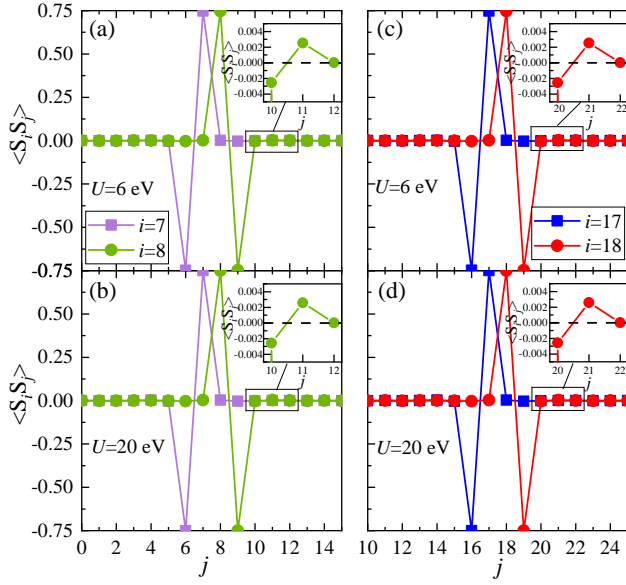 (a)
<SᵢSⱼ>
0.75
0.50
0.25
0.00
-0.25
-0.50
-0.75
U=6 eV
i=7
i=8
<SᵢSⱼ>
0.004
0.002
-0.000
-0.002
-0.004
10 11 12
j
(c)
U=6 eV
i=17
i=18
<SᵢSⱼ>
0.004
0.002
-0.000
-0.002
-0.004
20 21 22
j
(b)
<SᵢSⱼ>
0.50
0.25
0.00
-0.25
-0.50
-0.75
U=20 eV
<SᵢSⱼ>
0.004
0.002
-0.000
-0.002
-0.004
10 11 12
j
0 2 4 6 8 10 12 14
j
(d)
U=20 eV
<SᵢSⱼ>
0.004
0.002
-0.000
-0.002
-0.004
20 21 22
j
10 12 14 16 18 20 22 24
j